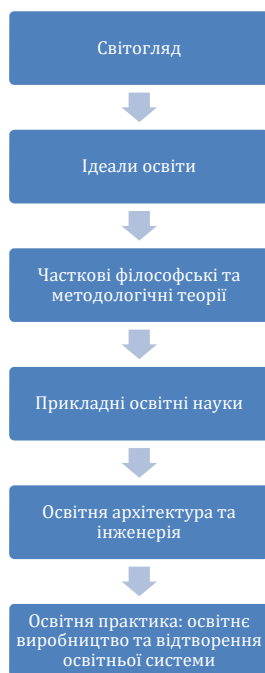 Світогляд
Ідеали освіти
Часткові філософські та
методологічні теорії
Прикладні освітні науки
Освітня архітектура та
інженерія
Освітня практика: освітнє
виробництво та відтворення
освітньої системи